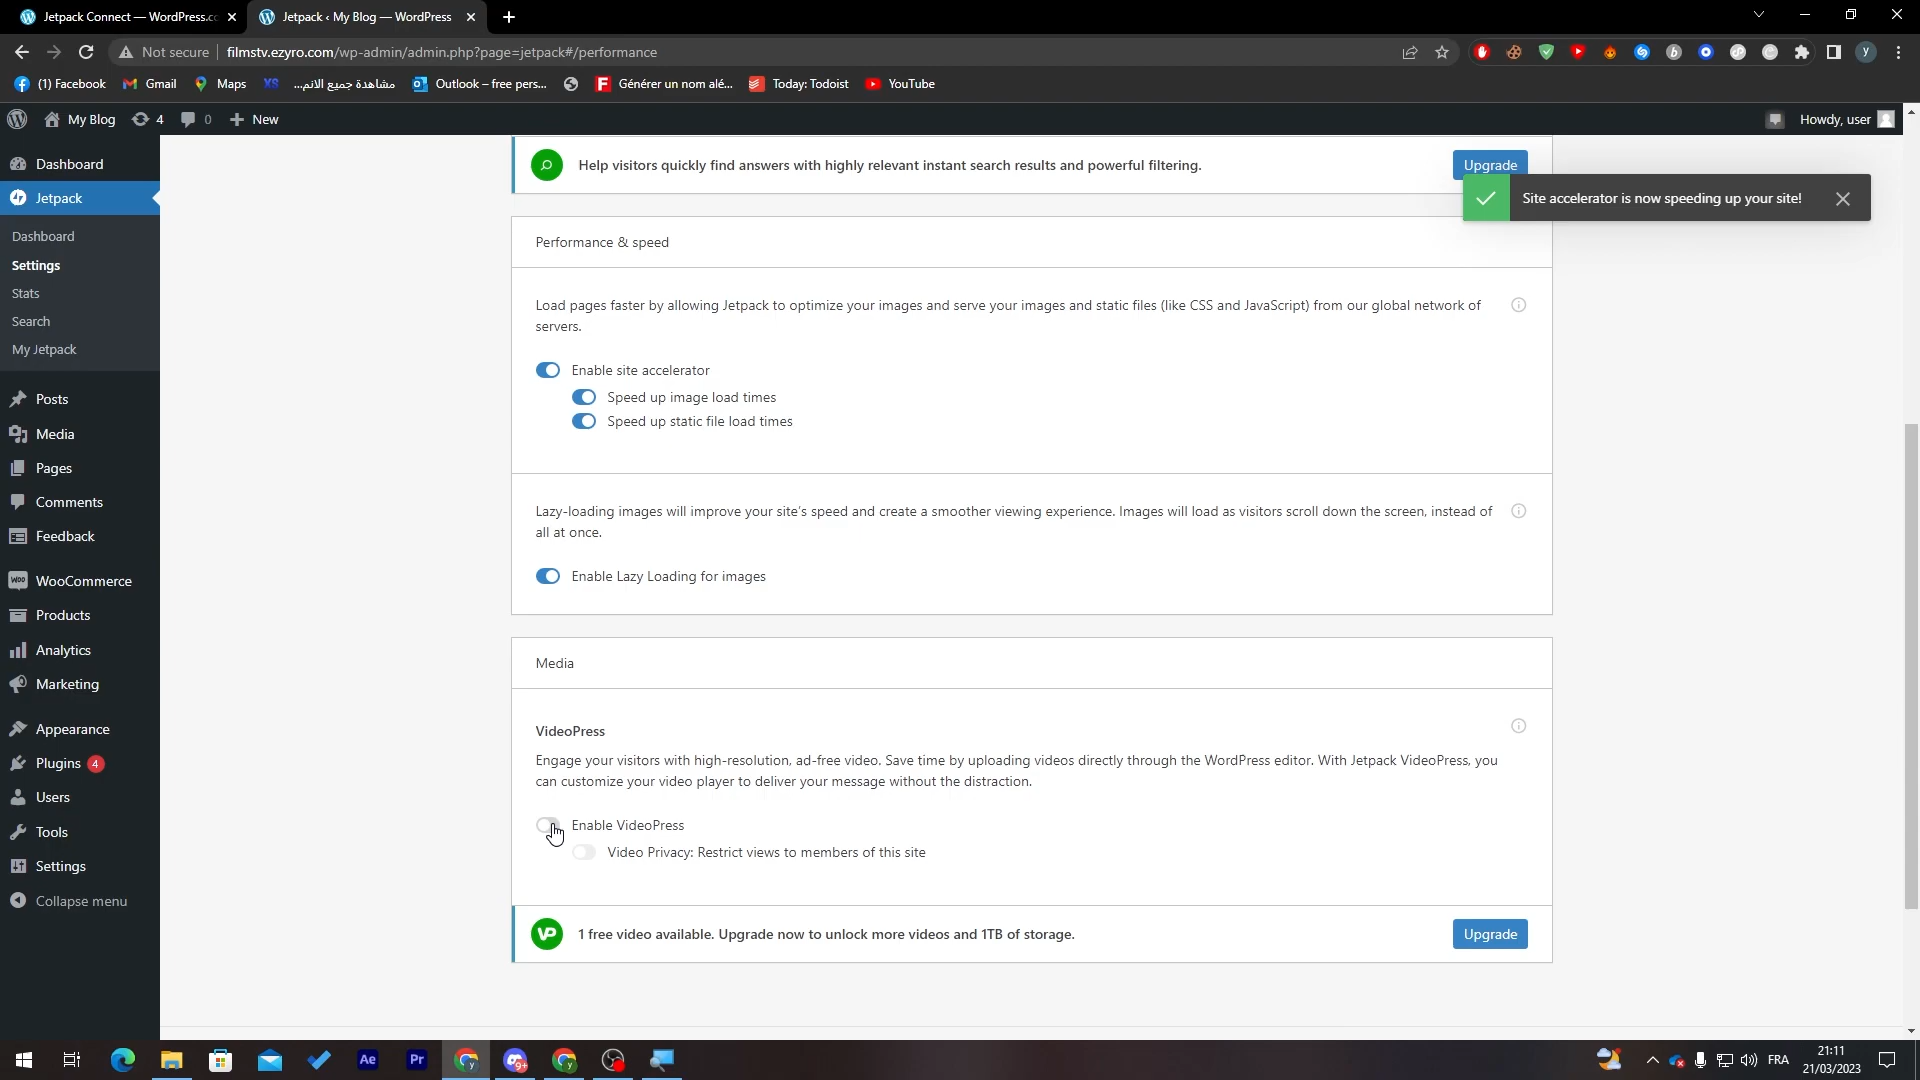 Jetpack Connect — WordPress.cc
Jetpack ‹ My Blog — WordPress
Not secure
filmstv.ezyro.com/wp-admin/admin.php?page=jetpack#/performance
y
(1) Facebook
Gmail
Maps
XS
مشاهدة جميع الانم...
Outlook – free pers...
Générer un nom alé...
Today: Todoist
YouTube
My Blog
4
0
New
Howdy, user
Dashboard
Jetpack
Dashboard
Settings
Stats
Search
My Jetpack
Posts
Media
Pages
Comments
Feedback
WooCommerce
Products
Analytics
Marketing
Appearance
Plugins 4
Users
Tools
Settings
Collapse menu
Help visitors quickly find answers with highly relevant instant search results and powerful filtering.
Upgrade
Site accelerator is now speeding up your site!
Performance & speed
Load pages faster by allowing Jetpack to optimize your images and serve your images and static files (like CSS and JavaScript) from our global network of
servers.
Enable site accelerator
Speed up image load times
Speed up static file load times
Lazy-loading images will improve your site's speed and create a smoother viewing experience. Images will load as visitors scroll down the screen, instead of
all at once.
Enable Lazy Loading for images
Media
VideoPress
Engage your visitors with high-resolution, ad-free video. Save time by uploading videos directly through the WordPress editor. With Jetpack VideoPress, you
can customize your video player to deliver your message without the distraction.
Enable VideoPress
Video Privacy: Restrict views to members of this site
VP
1 free video available. Upgrade now to unlock more videos and 1TB of storage.
Upgrade
Ae
Pr
FRA
21:11
21/03/2023